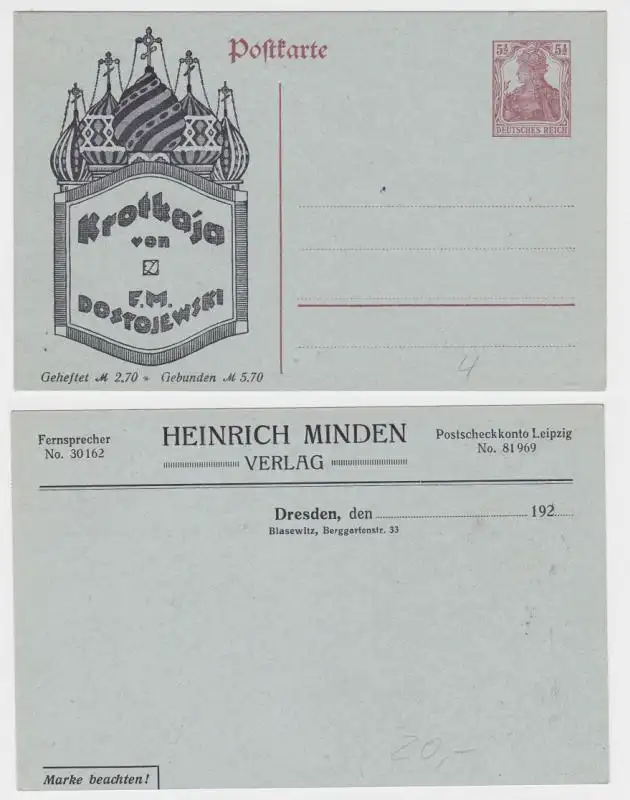 Postkarte
5½ 5½
DEUTSCHES REICH
Krotkaja
von
F.M.
DOSTOJEWSKI
Geheftet M 2.70 * Gebunden M 5.70
4
Fernsprecher
No. 30162
HEINRICH MINDEN
VERLAG
Postscheckkonto Leipzig
No. 81969
Dresden, den 192
Blasewitz, Berggartenstr. 33
20,-
Marke beachten!